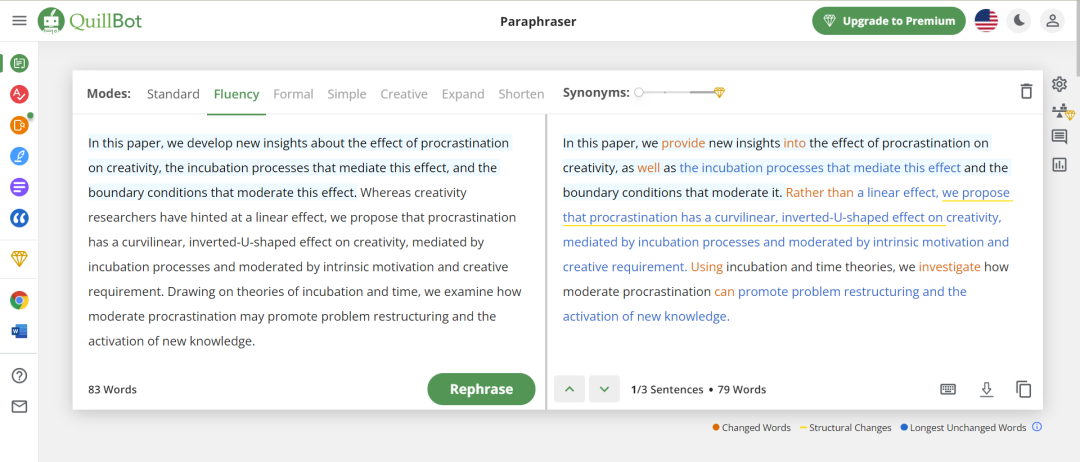 QuillBot
Paraphraser
Upgrade to Premium
Modes: Standard Fluency Formal Simple Creative Expand Shorten
Synonyms:
In this paper, we develop new insights about the effect of procrastination
on creativity, the incubation processes that mediate this effect, and the
boundary conditions that moderate this effect. Whereas creativity
researchers have hinted at a linear effect, we propose that procrastination
has a curvilinear, inverted-U-shaped effect on creativity, mediated by
incubation processes and moderated by intrinsic motivation and creative
requirement. Drawing on theories of incubation and time, we examine how
moderate procrastination may promote problem restructuring and the
activation of new knowledge.
83 Words
Rephrase
In this paper, we provide new insights into the effect of procrastination on
creativity, as well as the incubation processes that mediate this effect and the
boundary conditions that moderate it. Rather than a linear effect, we propose
that procrastination has a curvilinear, inverted-U-shaped effect on creativity,
mediated by incubation processes and moderated by intrinsic motivation and
creative requirement. Using incubation and time theories, we investigate how
moderate procrastination can promote problem restructuring and the
activation of new knowledge.
1/3 Sentences • 79 Words
Changed Words Structural Changes Longest Unchanged Words